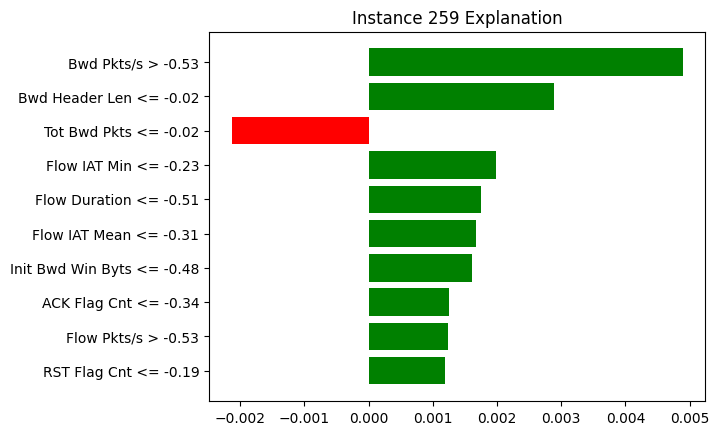 Instance 259 Explanation
Bwd Pkts/s > -0.53
Bwd Header Len <= -0.02
Tot Bwd Pkts <= -0.02
Flow IAT Min <= -0.23
Flow Duration <= -0.51
Flow IAT Mean <= -0.31
Init Bwd Win Byts <= -0.48
ACK Flag Cnt <= -0.34
Flow Pkts/s > -0.53
RST Flag Cnt <= -0.19
−0.002 −0.001 0.000 0.001 0.002 0.003 0.004 0.005